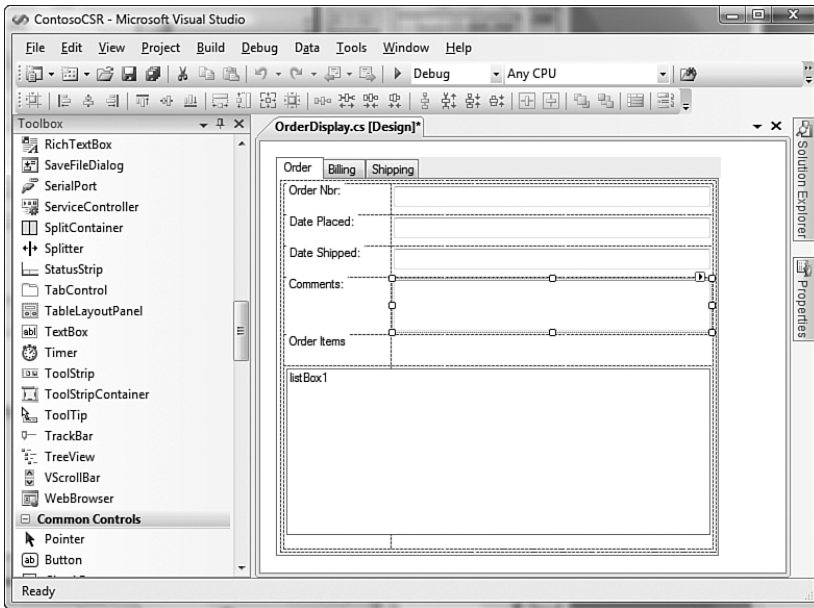 ContosoCSR - Microsoft Visual Studio
File Edit View Project Build Debug Data Tools Window Help
Debug Any CPU
Toolbox
OrderDisplay.cs [Design]*
RichTextBox
SaveFileDialog
SerialPort
ServiceController
SplitContainer
Splitter
StatusStrip
TabControl
TableLayoutPanel
TextBox
Timer
ToolStrip
ToolStripContainer
ToolTip
TrackBar
TreeView
VScrollBar
WebBrowser
Common Controls
Pointer
Button
Order Billing Shipping
Order Nbr:
Date Placed:
Date Shipped:
Comments:
Order Items
listBox1
Solution Explorer
Properties
Ready